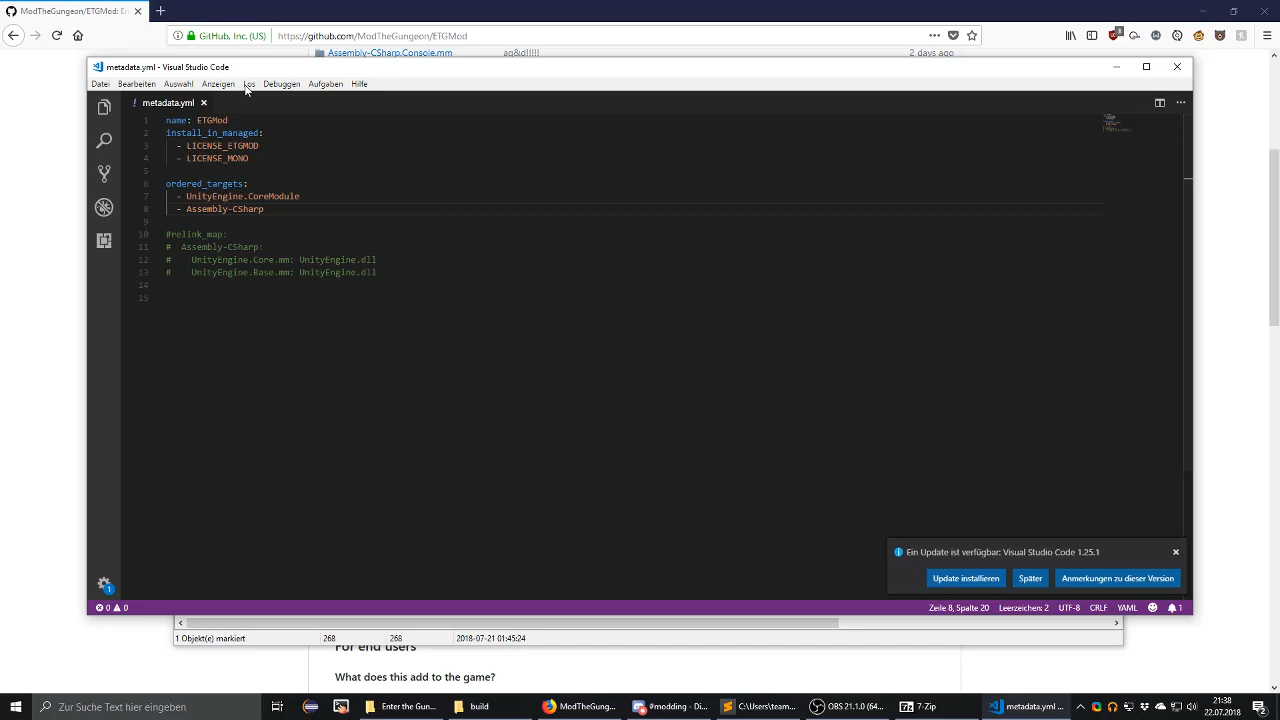 ModTheGungeon/ETGMod: En
GitHub, Inc. (US)
https://github.com/ModTheGungeon/ETGMod
Assembly-CSharp.Console.mm
ag&d!!!!!
2 days ago
metadata.yml - Visual Studio Code
Datei Bearbeiten Auswahl Anzeigen Los Debuggen Aufgaben Hilfe
! metadata.yml
1 name: ETGMod
2 install_in_managed:
3 - LICENSE_ETGMOD
4 - LICENSE_MONO
5
6 ordered_targets:
7 - UnityEngine.CoreModule
8 - Assembly-CSharp
9
10 #relink_map:
11 # Assembly-CSharp:
12 # UnityEngine.Core.mm: UnityEngine.dll
13 # UnityEngine.Base.mm: UnityEngine.dll
14
15
Ein Update ist verfügbar: Visual Studio Code 1.25.1
Update installieren Später Anmerkungen zu dieser Version
1
0 0 Zeile 8, Spalte 20 Leerzeichen: 2 UTF-8 CRLF YAML 1
1 Objekt(e) markiert 268 268 2018-07-21 01:45:24
For end users
What does this add to the game?
Zur Suche hier eingeben
Enter the Gun...
build
ModTheGung...
#modding - Di...
C:\Users\team...
OBS 21.1.0 (64...
7-Zip
metadata.yml ...
21:38
22.07.2018
2